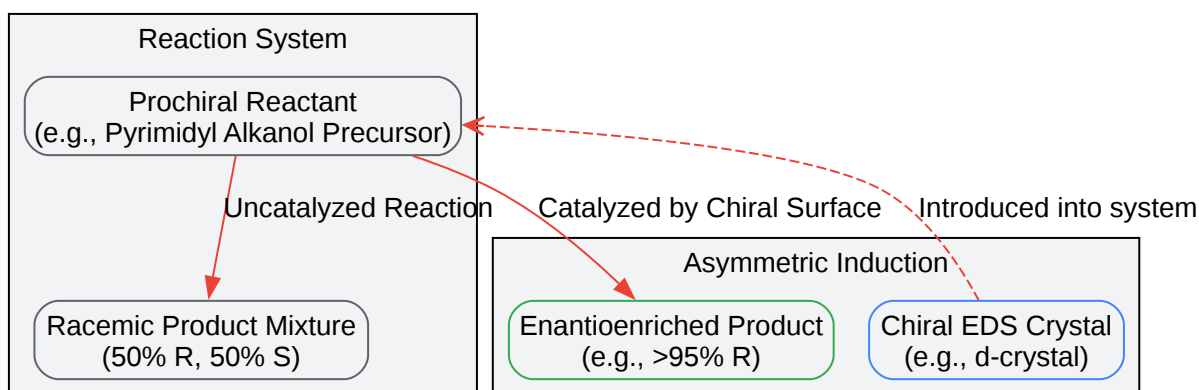 Reaction System
Prochiral Reactant
(e.g., Pyrimidyl Alkanol Precursor)
Uncatalyzed Reaction
Catalyzed by Chiral Surface
Introduced into system
Asymmetric Induction
Racemic Product Mixture
(50% R, 50% S)
Enantioenriched Product
(e.g., >95% R)
Chiral EDS Crystal
(e.g., d-crystal)